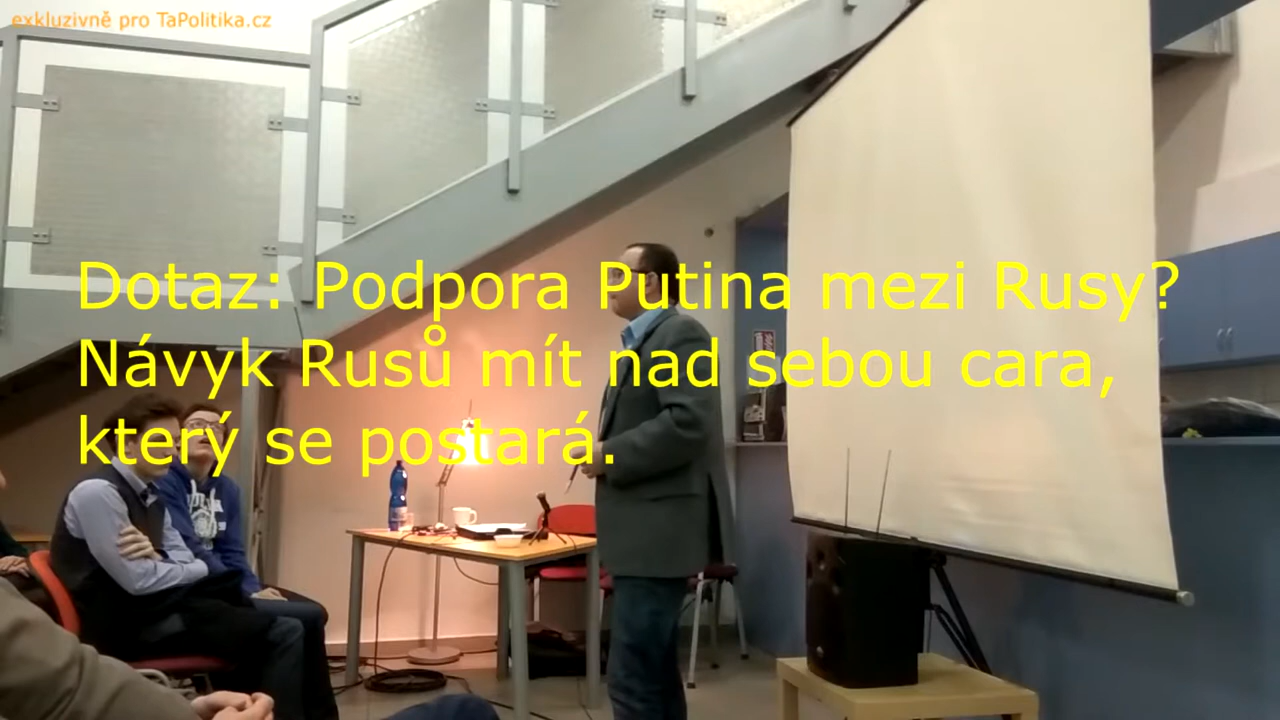 exkluzivně pro TaPolitika.cz
Dotaz: Podpora Putina mezi Rusy?
Návyk Rusů mít nad sebou cara,
který se postará.